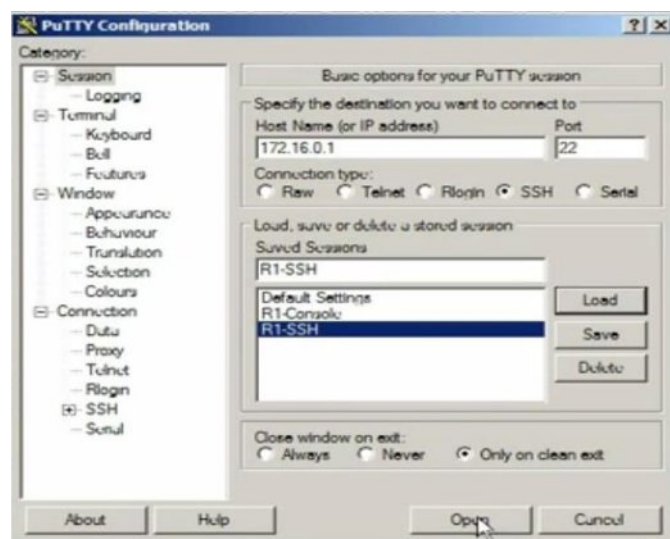 PuTTY Configuration
Category:
Session
Logging
Terminal
Keyboard
Bell
Features
Window
Appearance
Behaviour
Translation
Selection
Colours
Connection
Data
Proxy
Telnet
Rlogin
SSH
Serial
Basic options for your PuTTY session
Specify the destination you want to connect to
Host Name (or IP address) Port
172.16.0.1 22
Connection type:
Raw Telnet Rlogin SSH Serial
Load, save or delete a stored session
Saved Sessions
R1-SSH
Default Settings
R1-Console
R1-SSH
Load
Save
Delete
Close window on exit:
Always Never Only on clean exit
About Help Open Cancel